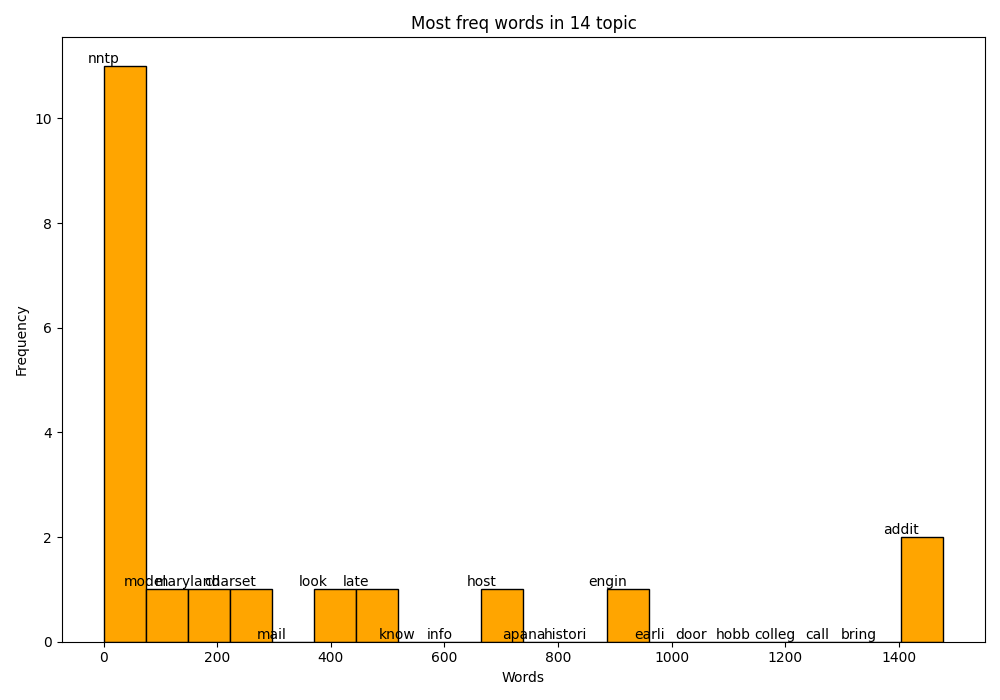 Most freq words in 14 topic
Frequency
10
8
6
4
2
0
nntp
model
maryland
charset
mail
look
late
know
info
host
apana
histori
engin
earli
door
hobb
colleg
call
bring
addit
0 200 400 600 800 1000 1200 1400
Words